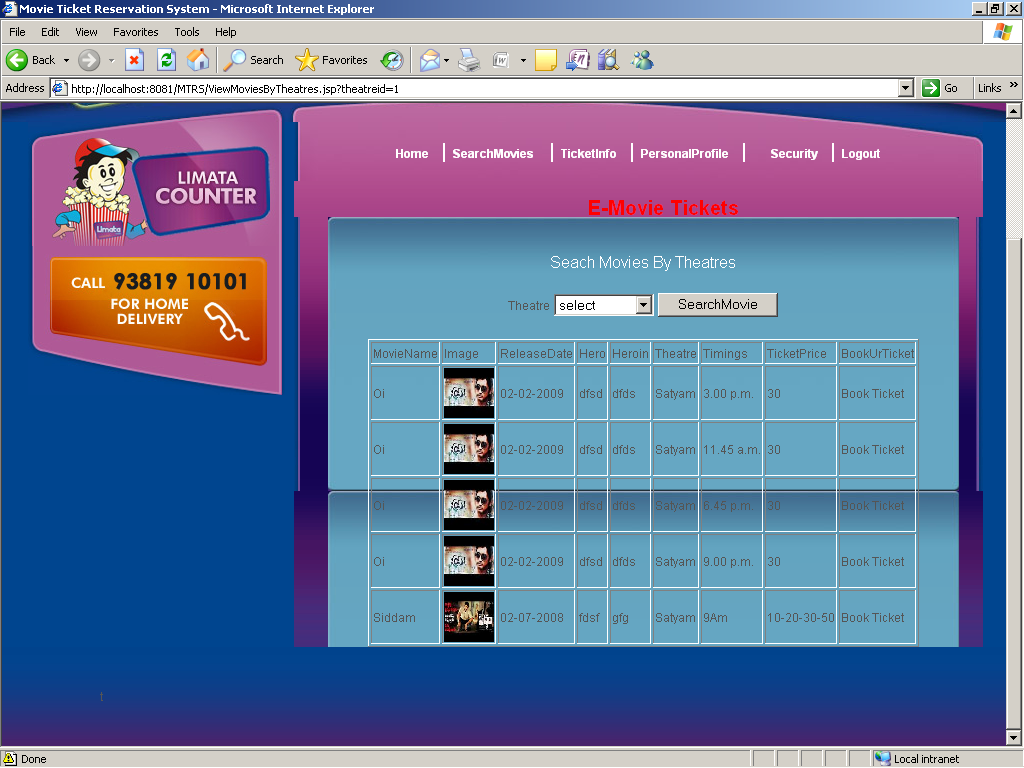 Movie Ticket Reservation System - Microsoft Internet Explorer
File Edit View Favorites Tools Help
Back Search Favorites
Address http://localhost:8081/MTRS/ViewMoviesByTheatres.jsp?theatreid=1 Go Links »
LIMATA
COUNTER
Limata
CALL 93819 10101
FOR HOME
DELIVERY
Home SearchMovies TicketInfo PersonalProfile Security Logout
E-Movie Tickets
Seach Movies By Theatres
Theatre select SearchMovie
MovieName Image ReleaseDate Hero Heroin Theatre Timings TicketPrice BookUrTicket
Oi 02-02-2009 dfsd dfds Satyam 3.00 p.m. 30 Book Ticket
Oi 02-02-2009 dfsd dfds Satyam 11.45 a.m. 30 Book Ticket
Oi 02-02-2009 dfsd dfds Satyam 6.45 p.m. 30 Book Ticket
Oi 02-02-2009 dfsd dfds Satyam 9.00 p.m. 30 Book Ticket
Siddam 02-07-2008 fdsf gfg Satyam 9Am 10-20-30-50 Book Ticket
Done Local intranet